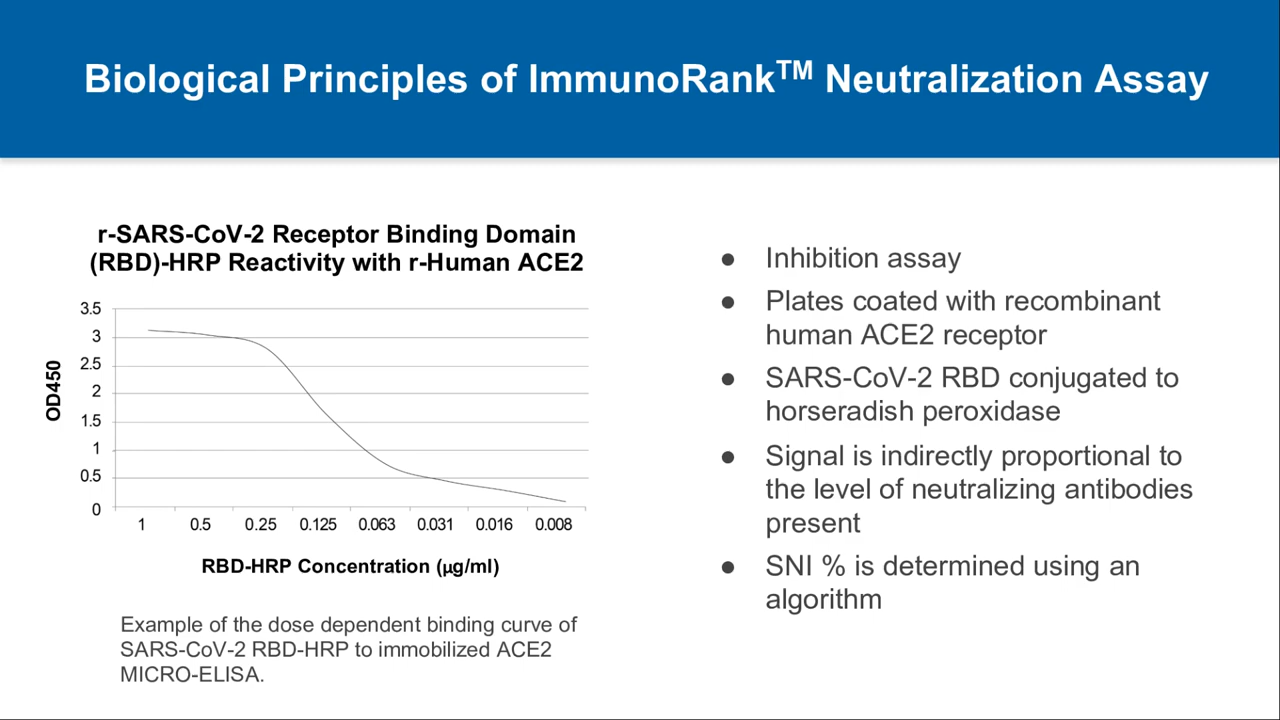 Biological Principles of ImmunoRank™ Neutralization Assay
r-SARS-CoV-2 Receptor Binding Domain
(RBD)-HRP Reactivity with r-Human ACE2
3.5
3
2.5
2
1.5
1
0.5
0
OD450
1 0.5 0.25 0.125 0.063 0.031 0.016 0.008
RBD-HRP Concentration (µg/ml)
Example of the dose dependent binding curve of
SARS-CoV-2 RBD-HRP to immobilized ACE2
MICRO-ELISA.
● Inhibition assay
● Plates coated with recombinant
human ACE2 receptor
● SARS-CoV-2 RBD conjugated to
horseradish peroxidase
● Signal is indirectly proportional to
the level of neutralizing antibodies
present
● SNI % is determined using an
algorithm